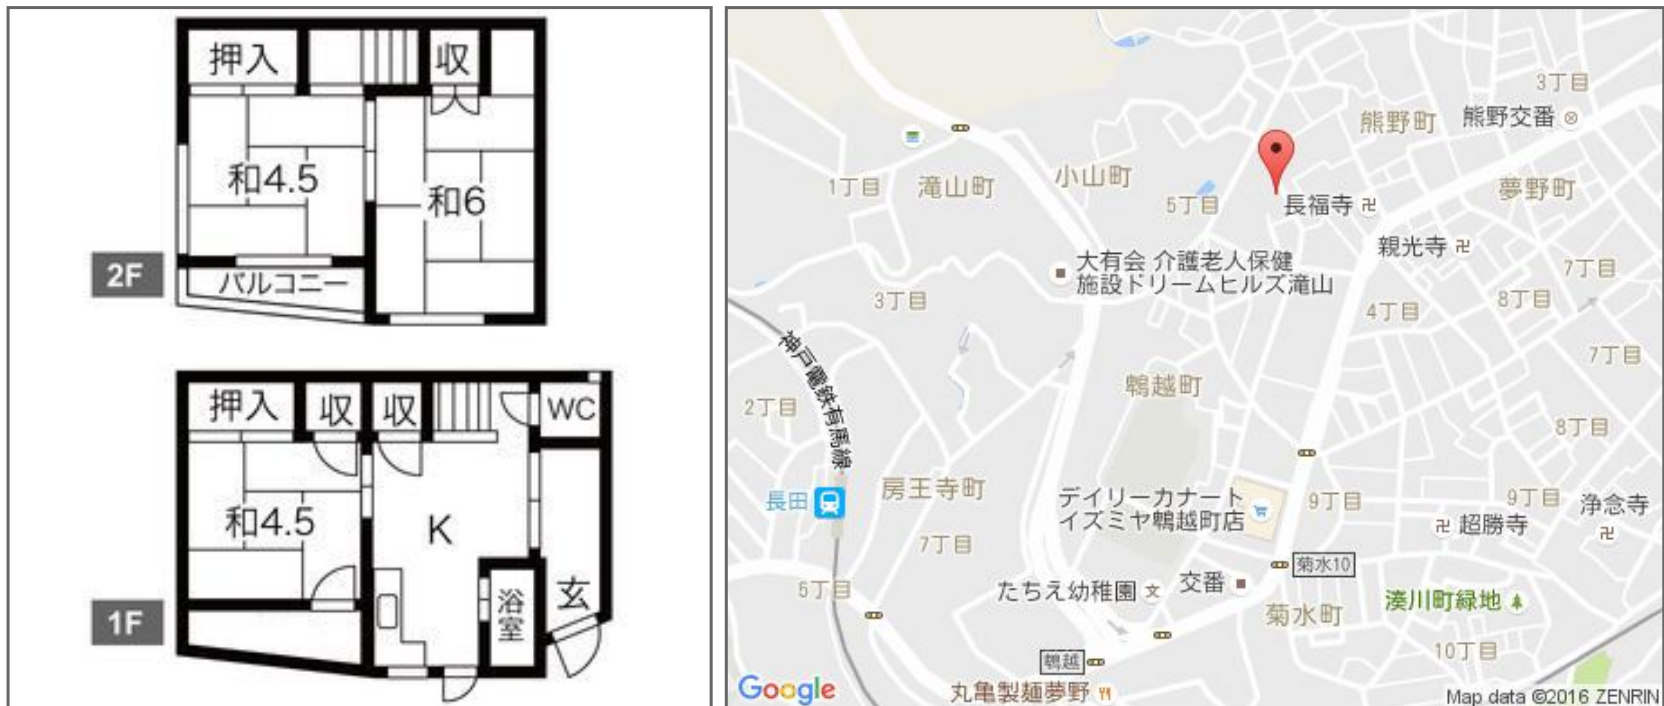 押入
収
和4.5
和6
2F
バルコニー
押入
収
収
WC
和4.5
K
1F
浴室
玄
3丁目
熊野町
熊野交番
1丁目
滝山町
小山町
5丁目
長福寺
夢野町
親光寺
大有会 介護老人保健
施設ドリームヒルズ滝山
7丁目
3丁目
8丁目
4丁目
神戸電鉄有馬線
7丁目
2丁目
鵯越町
8丁目
長田
房王寺町
デイリーカナート
イズミヤ鵯越町店
9丁目
9丁目
浄念寺
超勝寺
7丁目
菊水10
5丁目
たちえ幼稚園
交番
湊川町緑地
菊水町
10丁目
鵯越
Google
丸亀製麺夢野
Map data ©2016 ZENRIN